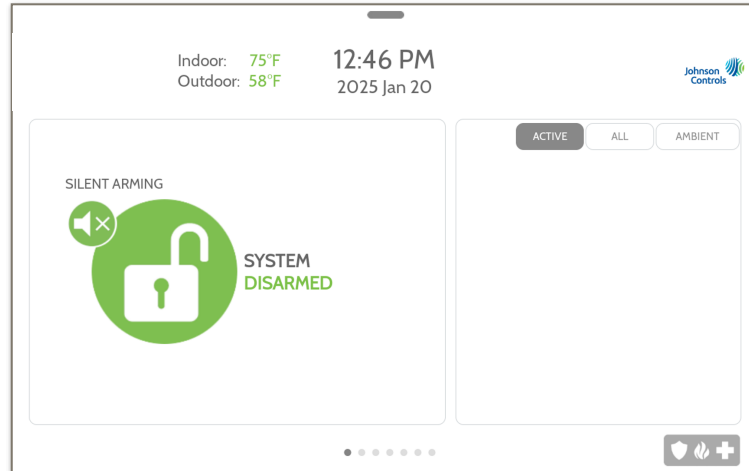 Indoor: 75°F
Outdoor: 58°F
12:46 PM
2025 Jan 20
Johnson
Controls
SILENT ARMING
SYSTEM
DISARMED
ACTIVE ALL AMBIENT